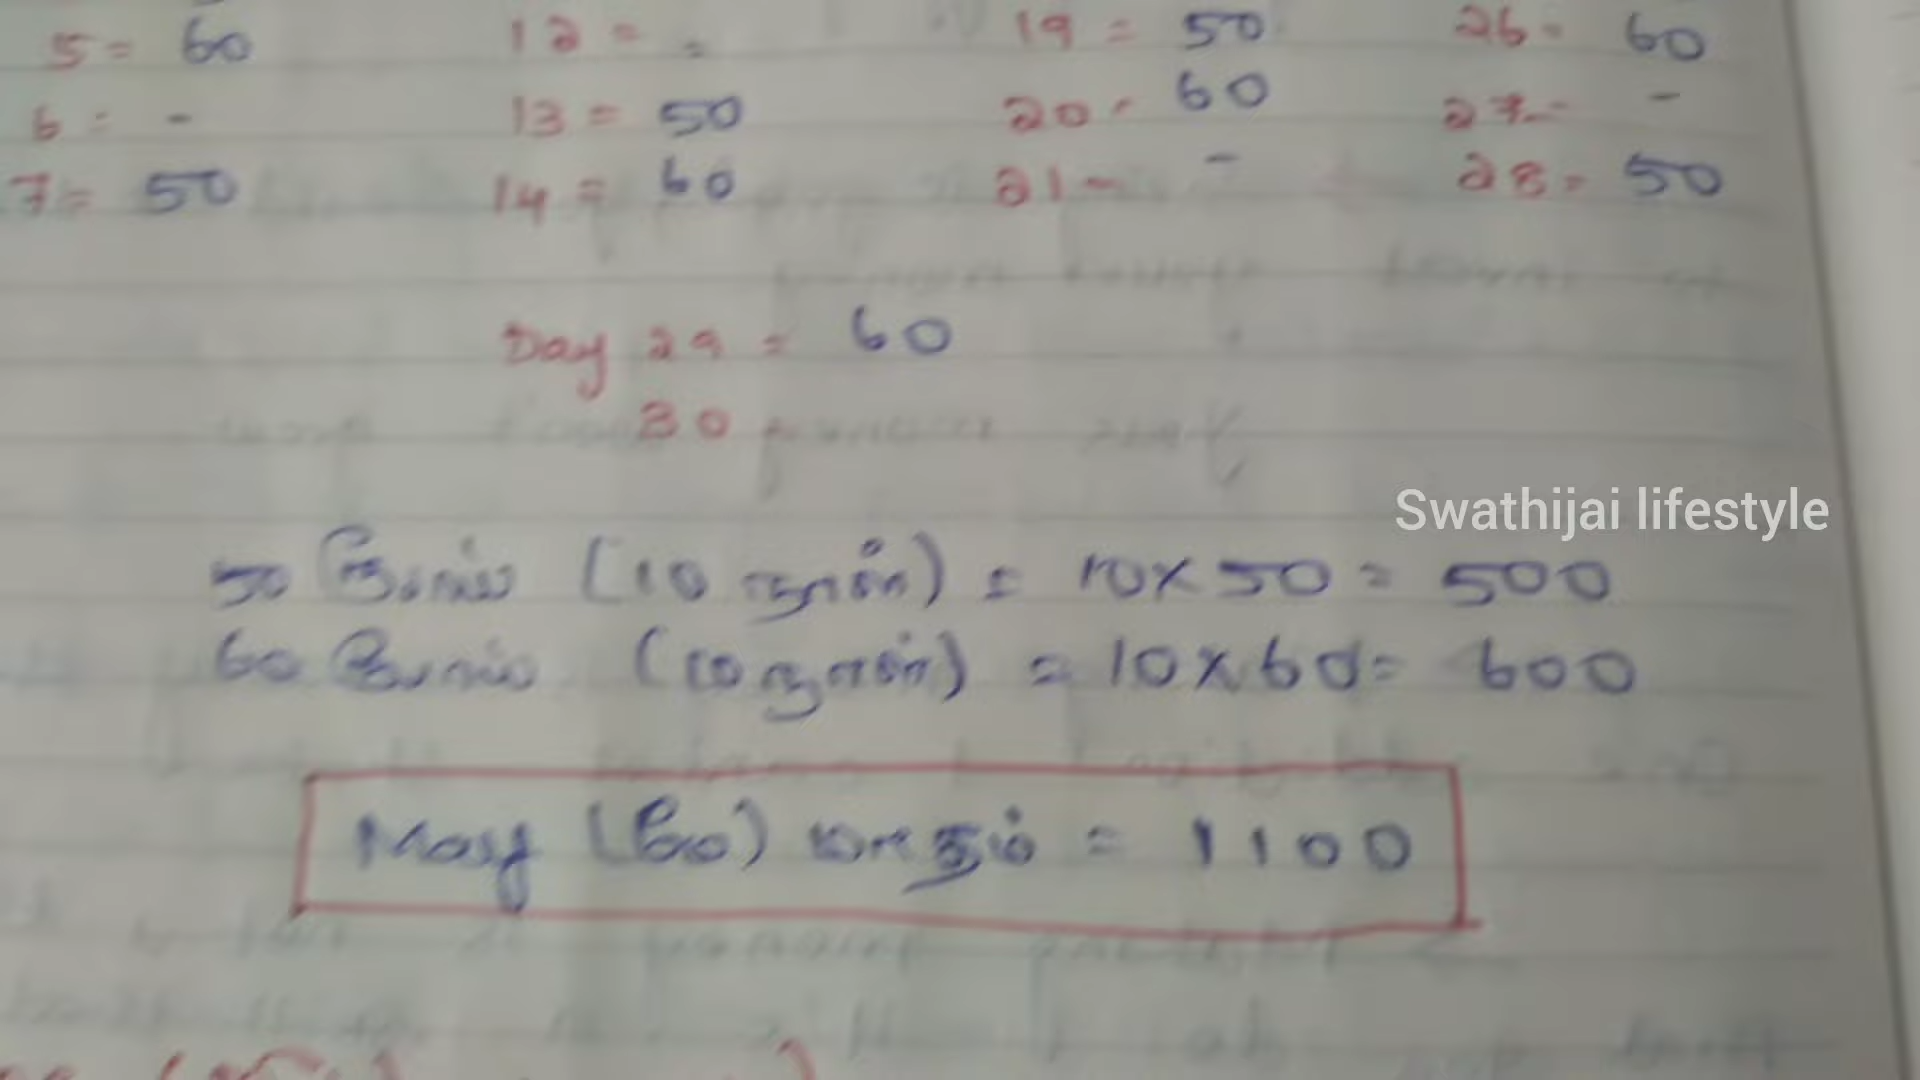 5 = 60 12 = - 19 = 50 26 - 60
6 = - 13 = 50 20 - 60 27 - -
7 = 50 14 = 60 21 - - 28 = 50
Day 29 = 60
30
Swathijai lifestyle
50 ரூபாய் (10 நாள்) = 10 x 50 = 500
60 ரூபாய் (10 நாள்) = 10 x 60 = 600
May (மே) மாதம் = 1100